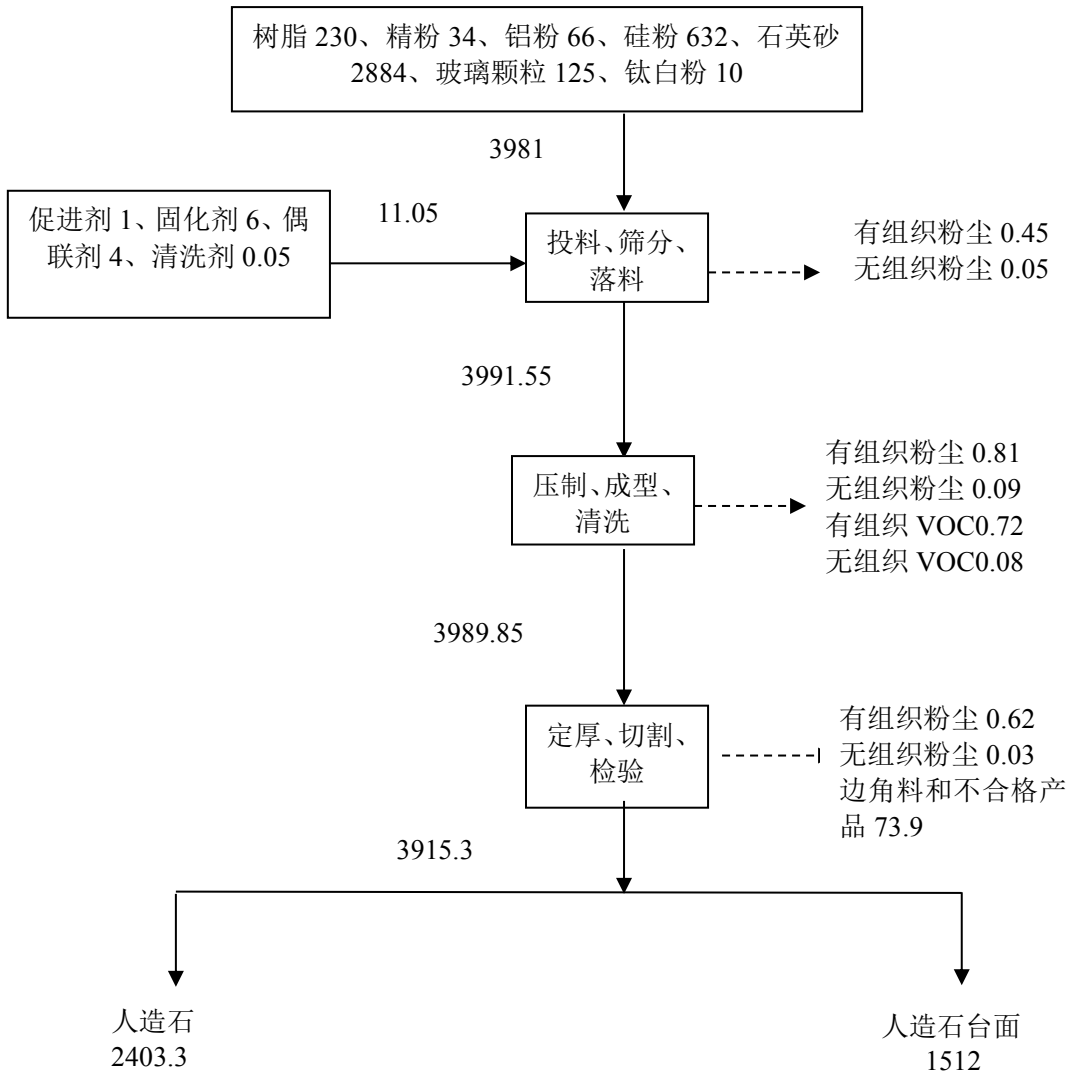 树脂 230、精粉 34、铝粉 66、硅粉 632、石英砂
2884、玻璃颗粒 125、钛白粉 10
3981
促进剂 1、固化剂 6、偶
联剂 4、清洗剂 0.05
11.05
投料、筛分、
落料
有组织粉尘 0.45
无组织粉尘 0.05
3991.55
压制、成型、
清洗
有组织粉尘 0.81
无组织粉尘 0.09
有组织 VOC0.72
无组织 VOC0.08
3989.85
定厚、切割、
检验
有组织粉尘 0.62
无组织粉尘 0.03
边角料和不合格产
品 73.9
3915.3
人造石
2403.3
人造石台面
1512